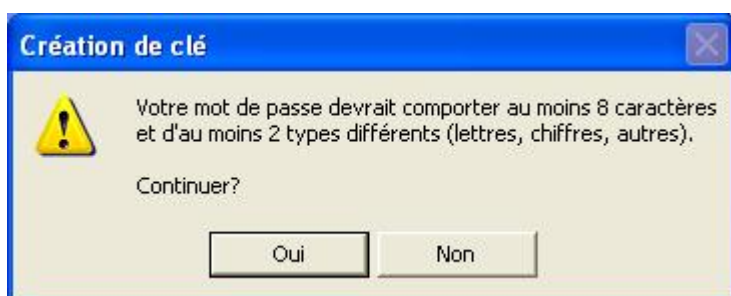 Création de clé
Votre mot de passe devrait comporter au moins 8 caractères
et d'au moins 2 types différents (lettres, chiffres, autres).
Continuer?
Oui
Non